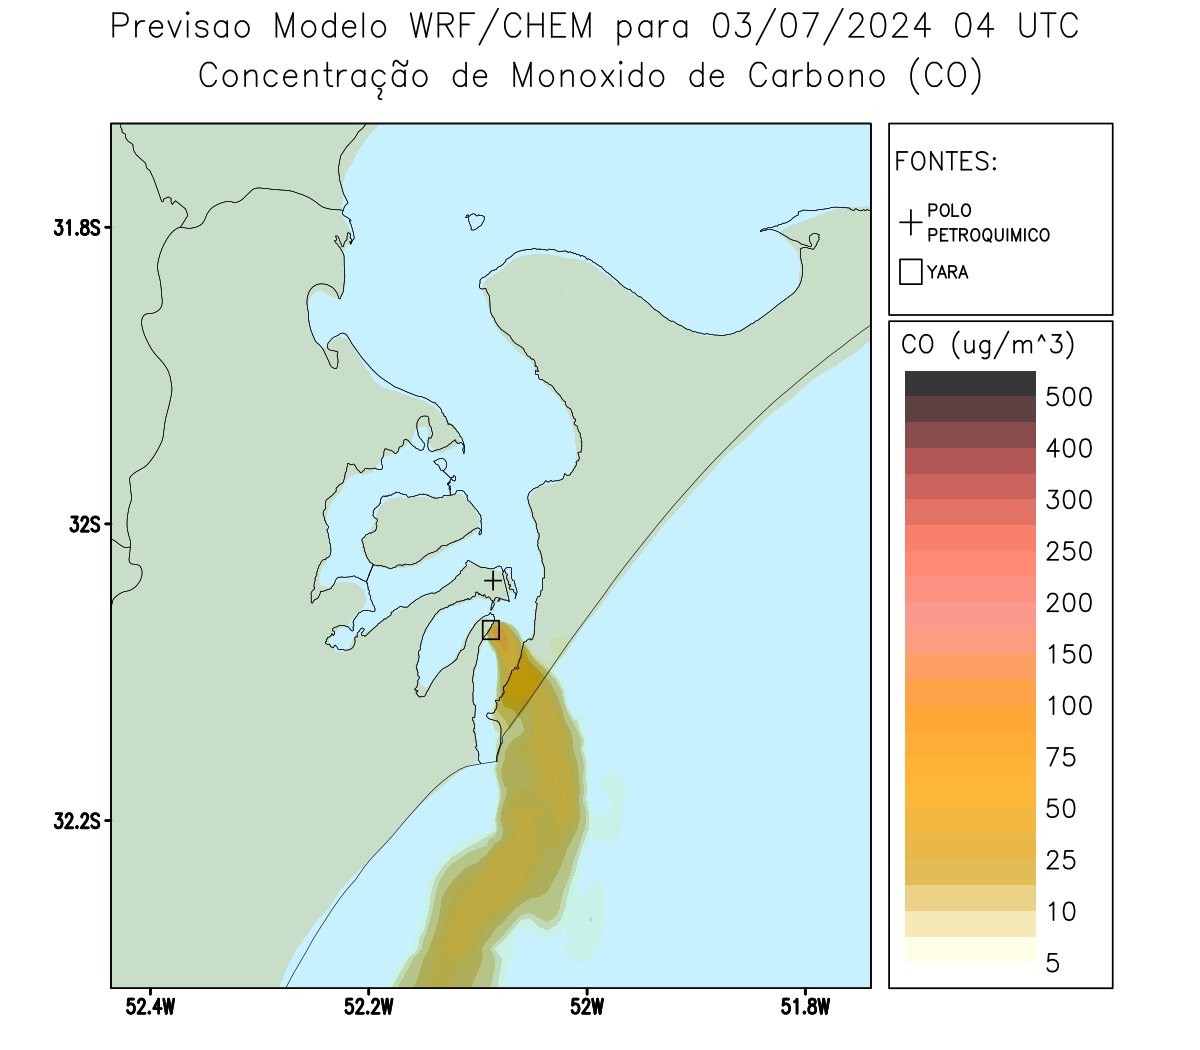 Previsao Modelo WRF/CHEM para 03/07/2024 04 UTC
Concentração de Monoxido de Carbono (CO)
FONTES:
POLO
PETROQUIMICO
YARA
CO (ug/m^3)
500
400
300
250
200
150
100
75
50
25
10
5
31.8S
32S
32.2S
52.4W
52.2W
52W
51.8W